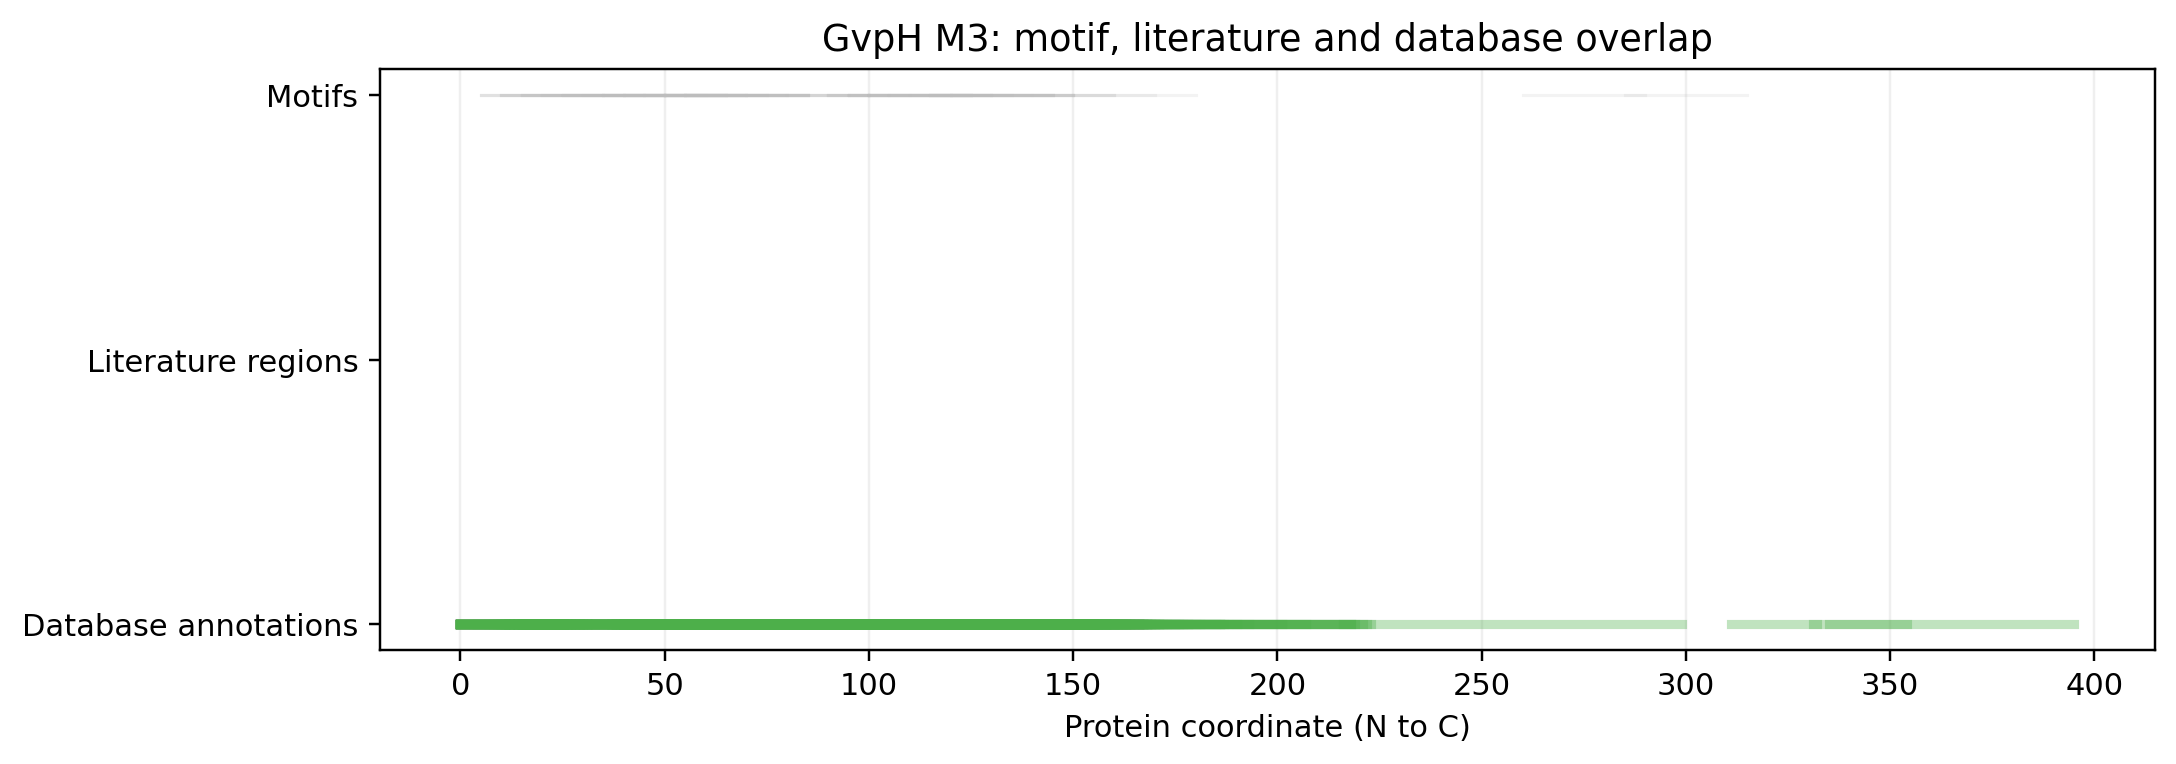 GvpH M3: motif, literature and database overlap
Motifs
Literature regions
Database annotations
0 50 100 150 200 250 300 350 400
Protein coordinate (N to C)